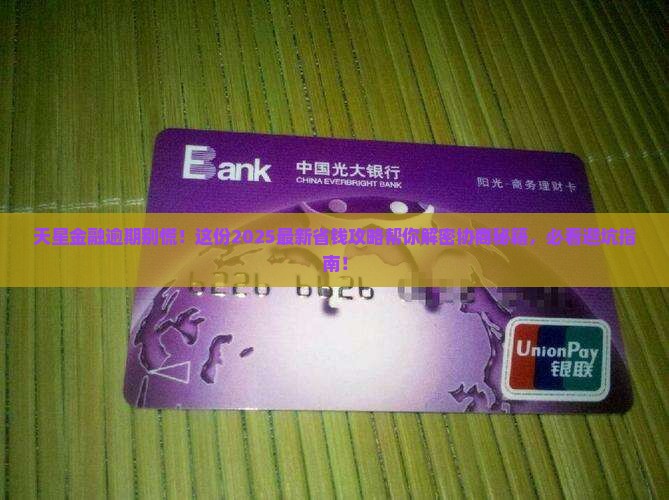 Bank
中国光大银行
CHINA EVERBRIGHT BANK
阳光·商务理财卡
天星金融逾期别慌！这份2025最新省钱攻略帮你解密协商秘籍，必看避坑指
南！
6226 6626
UnionPay
银联